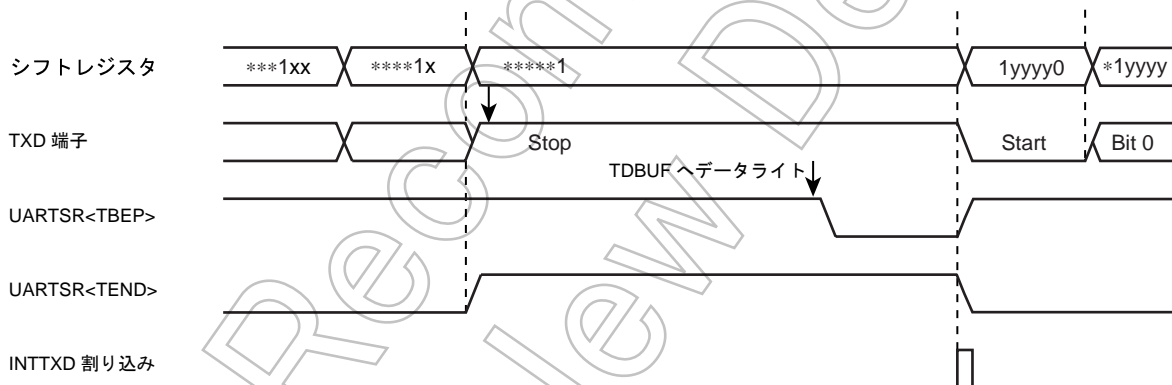 シフトレジスタ
***1xx
****1x
*****1
1yyyy0
*1yyyy
TXD 端子
Stop
Start
Bit 0
TDBUF へデータライト
UARTSR<TBEP>
UARTSR<TEND>
INTTXD 割り込み